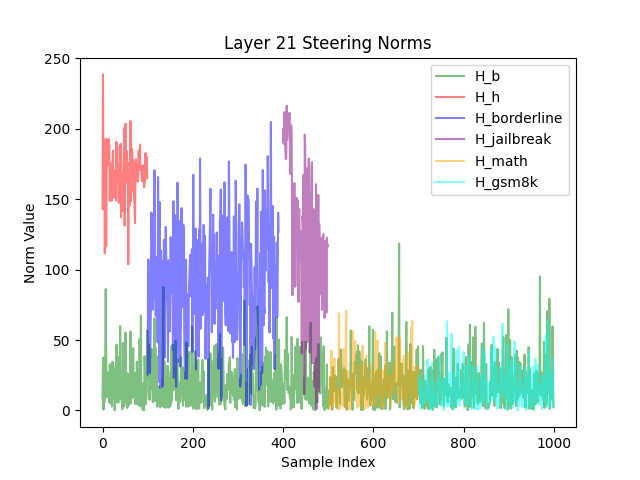 Layer 21 Steering Norms
Norm Value
250
200
150
100
50
0
H_b
H_h
H_borderline
H_jailbreak
H_math
H_gsm8k
0 200 400 600 800 1000
Sample Index